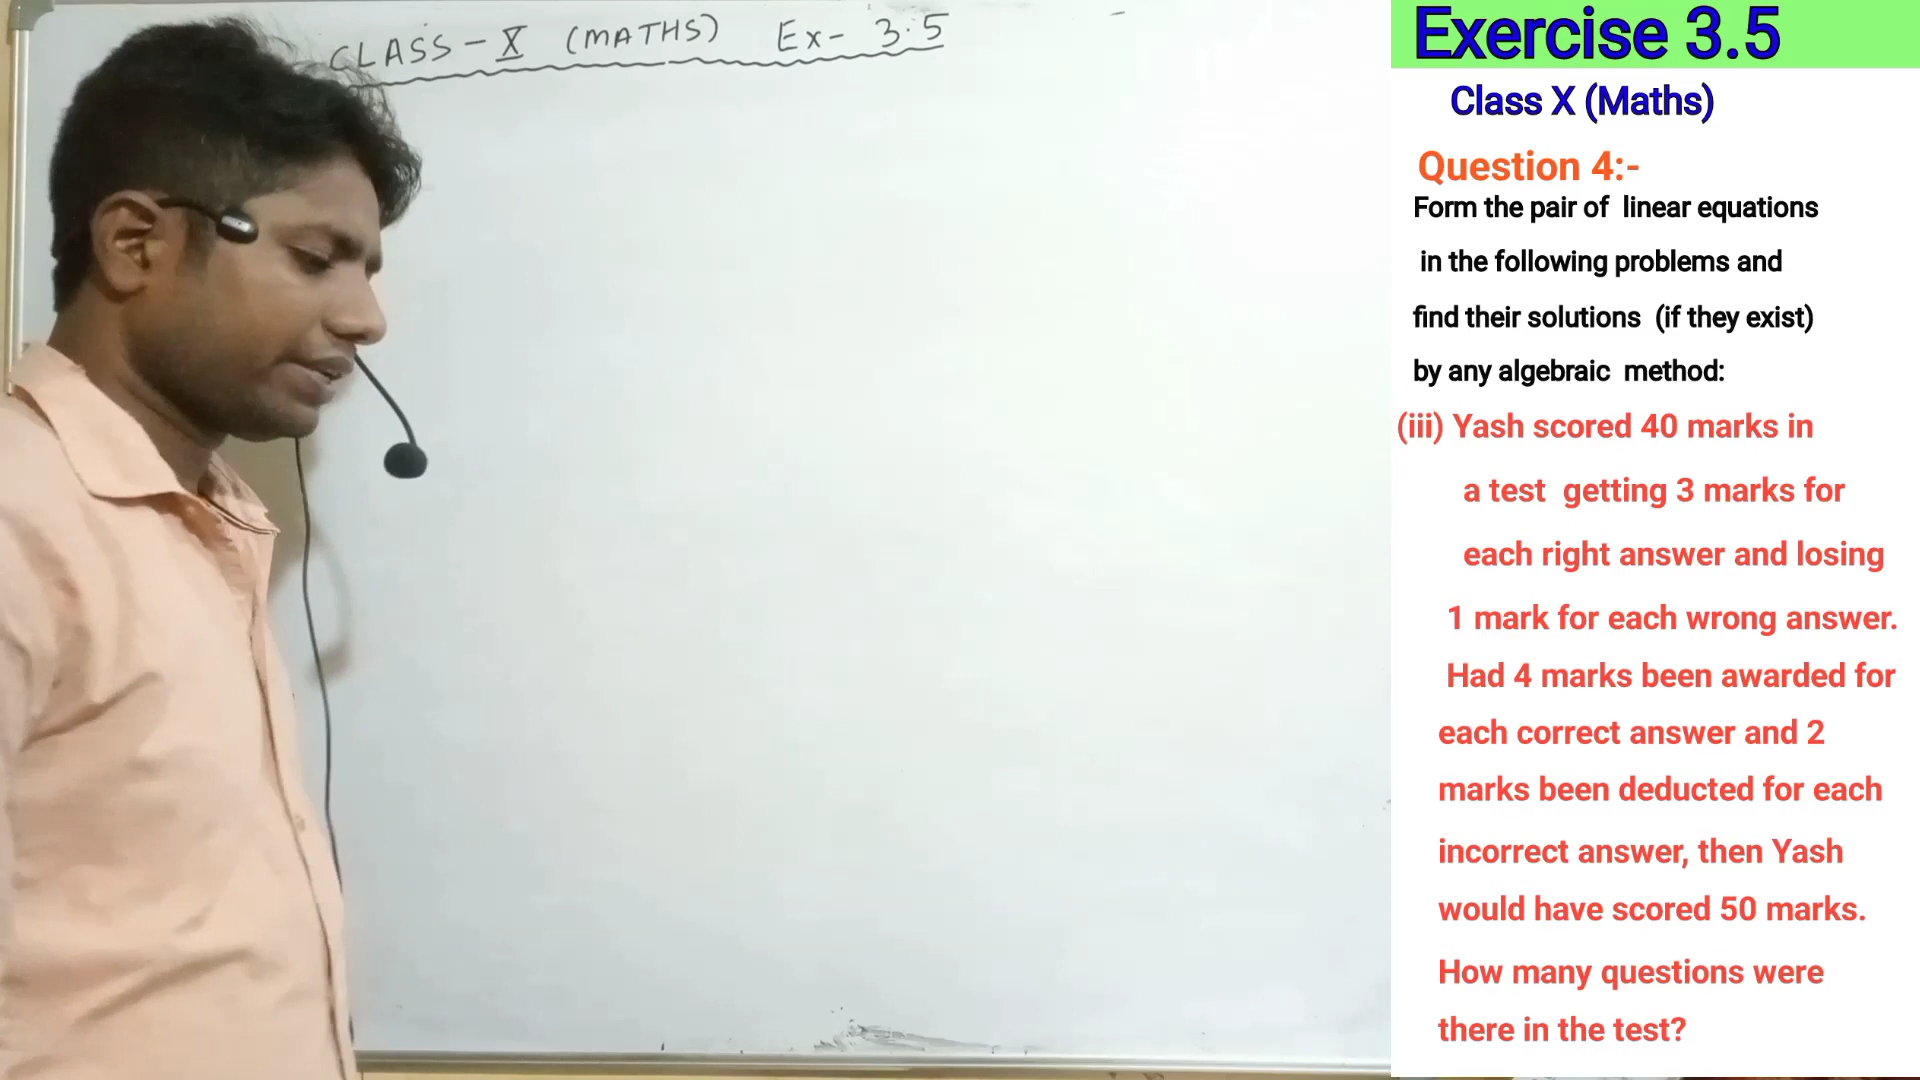 CLASS - X (MATHS) Ex- 3.5
Exercise 3.5
Class X (Maths)
Question 4:-
Form the pair of linear equations
in the following problems and
find their solutions (if they exist)
by any algebraic method:
(iii) Yash scored 40 marks in
a test getting 3 marks for
each right answer and losing
1 mark for each wrong answer.
Had 4 marks been awarded for
each correct answer and 2
marks been deducted for each
incorrect answer, then Yash
would have scored 50 marks.
How many questions were
there in the test?